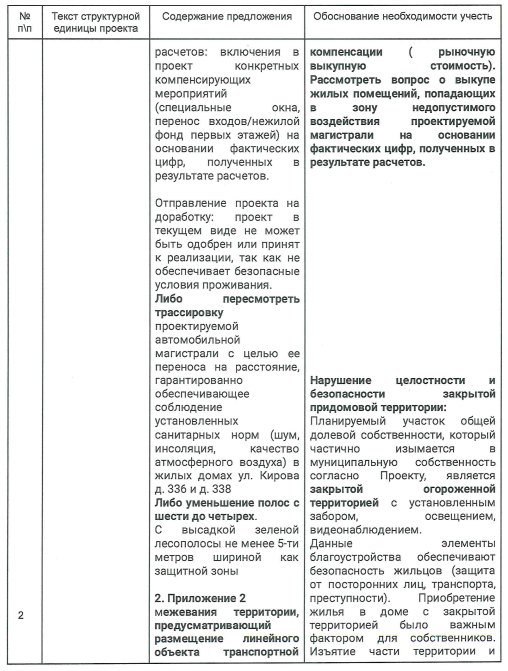 № п\п
Текст структурной единицы проекта
Содержание предложения
Обоснование необходимости учесть
расчетов: включения в
проект конкретных
компенсирующих
мероприятий
(специальные окна,
перенос входов/нежилой
фонд первых этажей) на
основании фактических
цифр, полученных в
результате расчетов.
Отправление проекта на
доработку: проект в
текущем виде не может
быть одобрен или принят
к реализации, так как не
обеспечивает безопасные
условия проживания.
Либо пересмотреть
трассировку
проектируемой
автомобильной
магистрали с целью ее
переноса на расстояние,
гарантированно
обеспечивающее
соблюдение
установленных
санитарных норм (шум,
инсоляция, качество
атмосферного воздуха) в
жилых домах ул. Кирова
д. 336 и д. 338
Либо уменьшение полос с
шести до четырех.
С высадкой зеленой
лесополосы не менее 5-ти
метров шириной как
защитной зоны
компенсации ( рыночную
выкупную стоимость).
Рассмотреть вопрос о выкупе
жилых помещений, попадающих
в зону недопустимого
воздействия проектируемой
магистрали на основании
фактических цифр, полученных в
результате расчетов.
2
2. Приложение 2
межевания территории,
предусматривающий
размещение линейного
объекта транспортной
Нарушение целостности и
безопасности закрытой
придомовой территории:
Планируемый участок общей
долевой собственности, который
частично изымается в
муниципальную собственность
согласно Проекту, является
закрытой огороженной
территорией с установленным
забором, освещением,
видеонаблюдением.
Данные элементы
благоустройства обеспечивают
безопасность жильцов (защита
от посторонних лиц, транспорта,
преступности). Приобретение
жилья в доме с закрытой
территорией было важным
фактором для собственников.
Изъятие части территории и